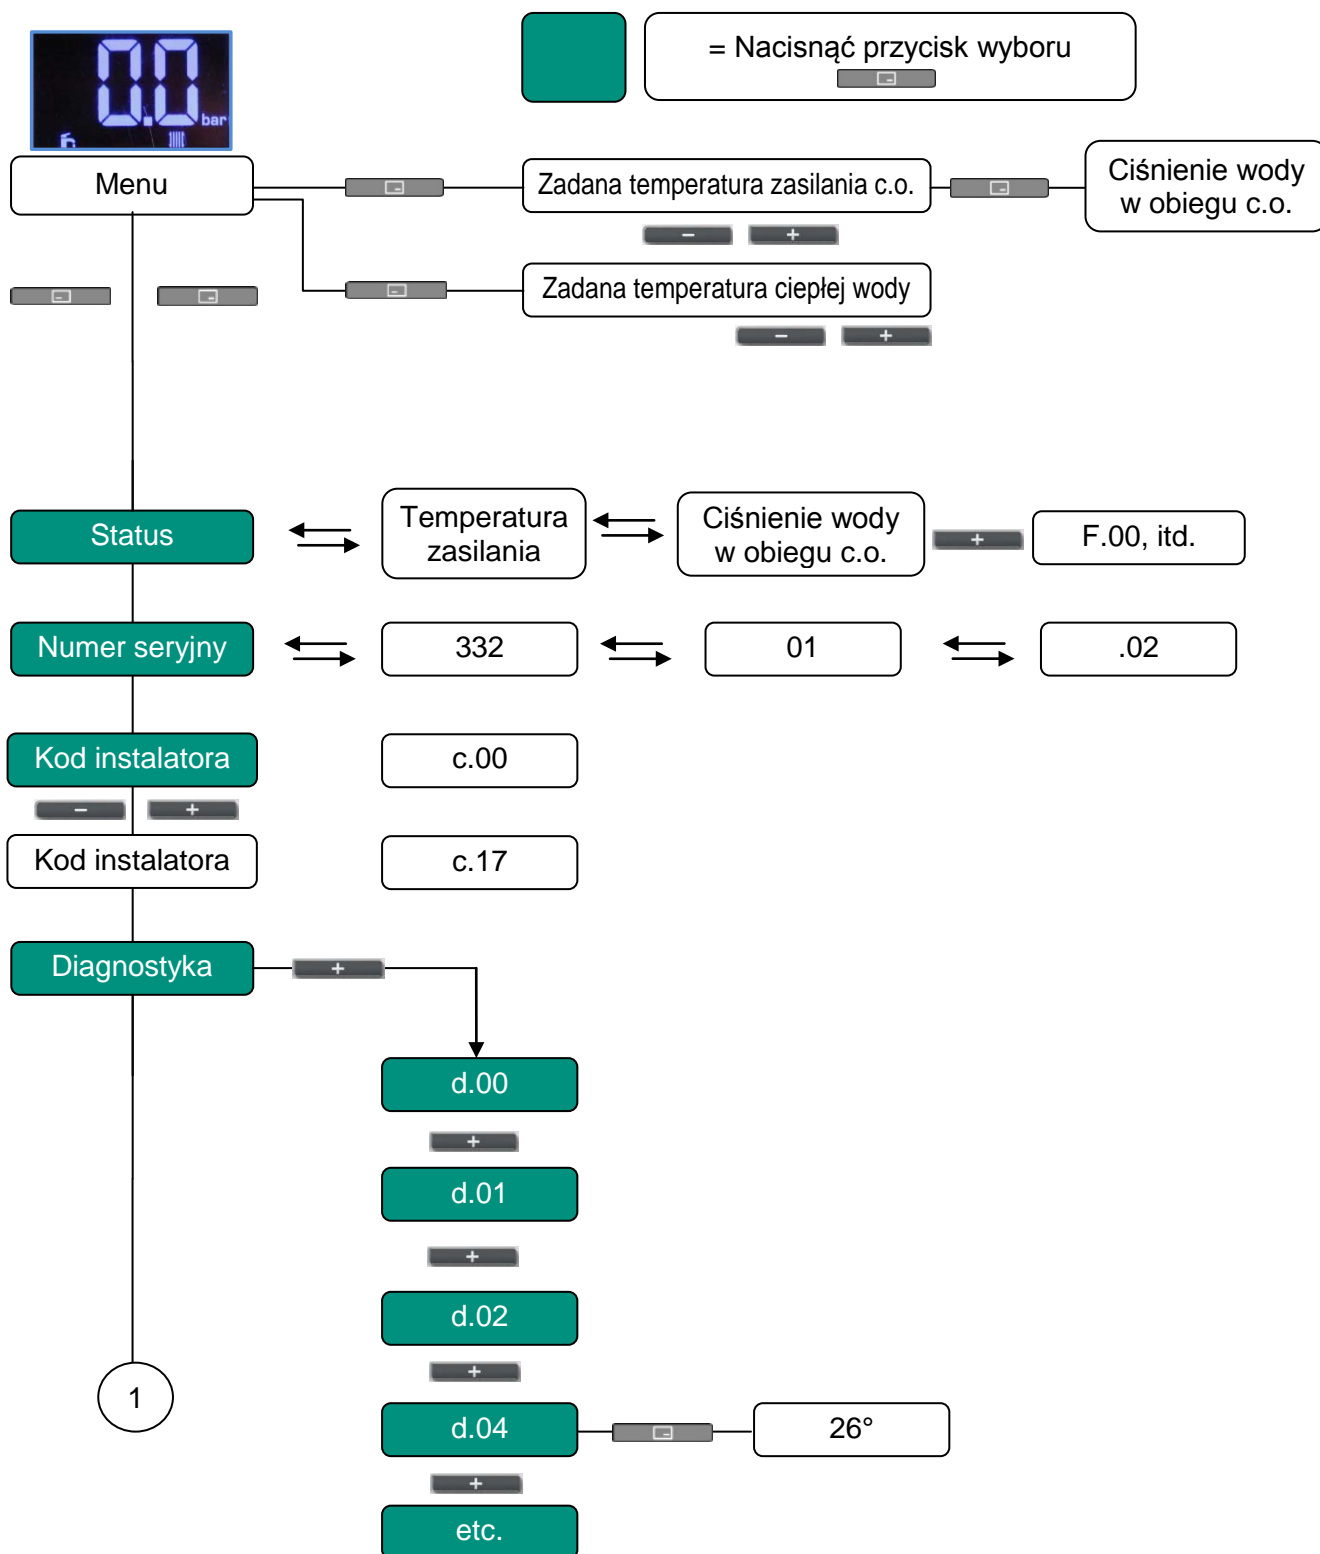 0.0 bar
= Nacisnąć przycisk wyboru
Menu
Zadana temperatura zasilania c.o.
Ciśnienie wody
w obiegu c.o.
− +
Zadana temperatura ciepłej wody
− +
Status
Temperatura
zasilania
Ciśnienie wody
w obiegu c.o.
+
F.00, itd.
Numer seryjny
332
01
.02
Kod instalatora
c.00
− +
Kod instalatora
c.17
Diagnostyka
+
d.00
+
d.01
+
d.02
+
1
d.04
26°
+
etc.